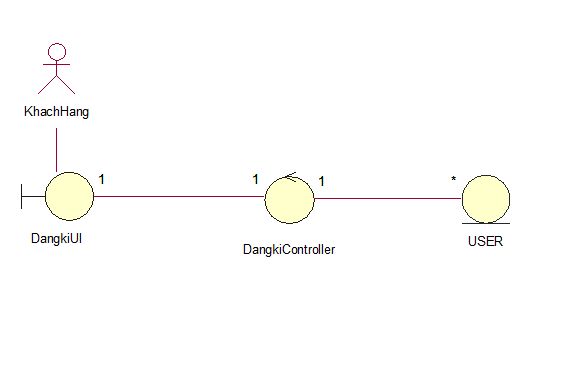 KhachHang
1
1
1
*
DangkiUI
DangkiController
USER